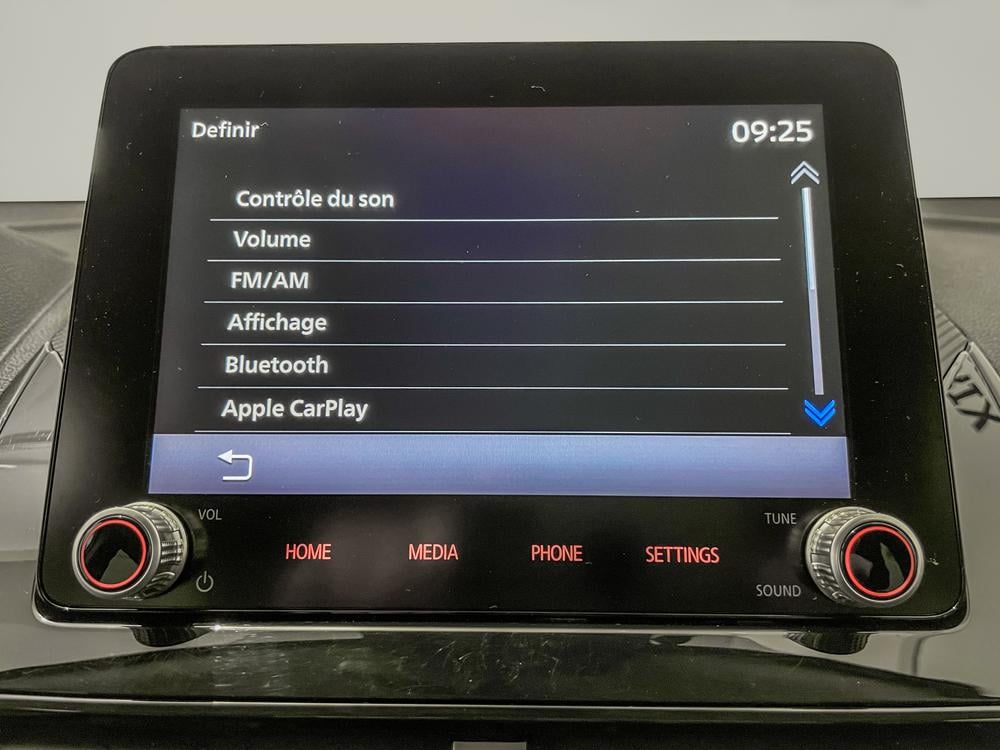 Definir 09:25
Contrôle du son
Volume
FM/AM
Affichage
Bluetooth
Apple CarPlay
VOL TUNE
HOME MEDIA PHONE SETTINGS
SOUND